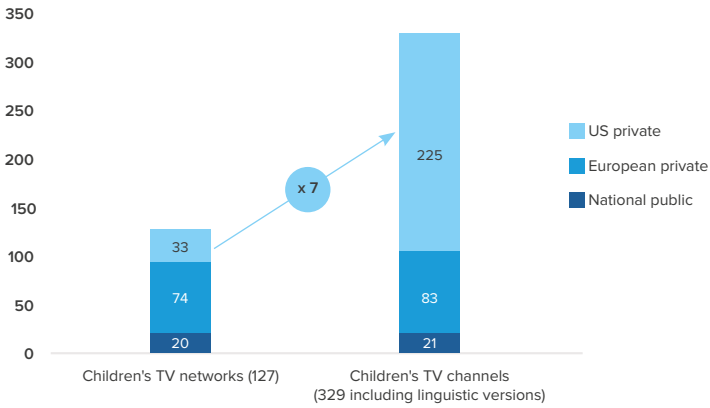 350
300
250
200
150
100
50
0
33
74
20
x 7
225
83
21
US private
European private
National public
Children's TV networks (127)
Children's TV channels
(329 including linguistic versions)